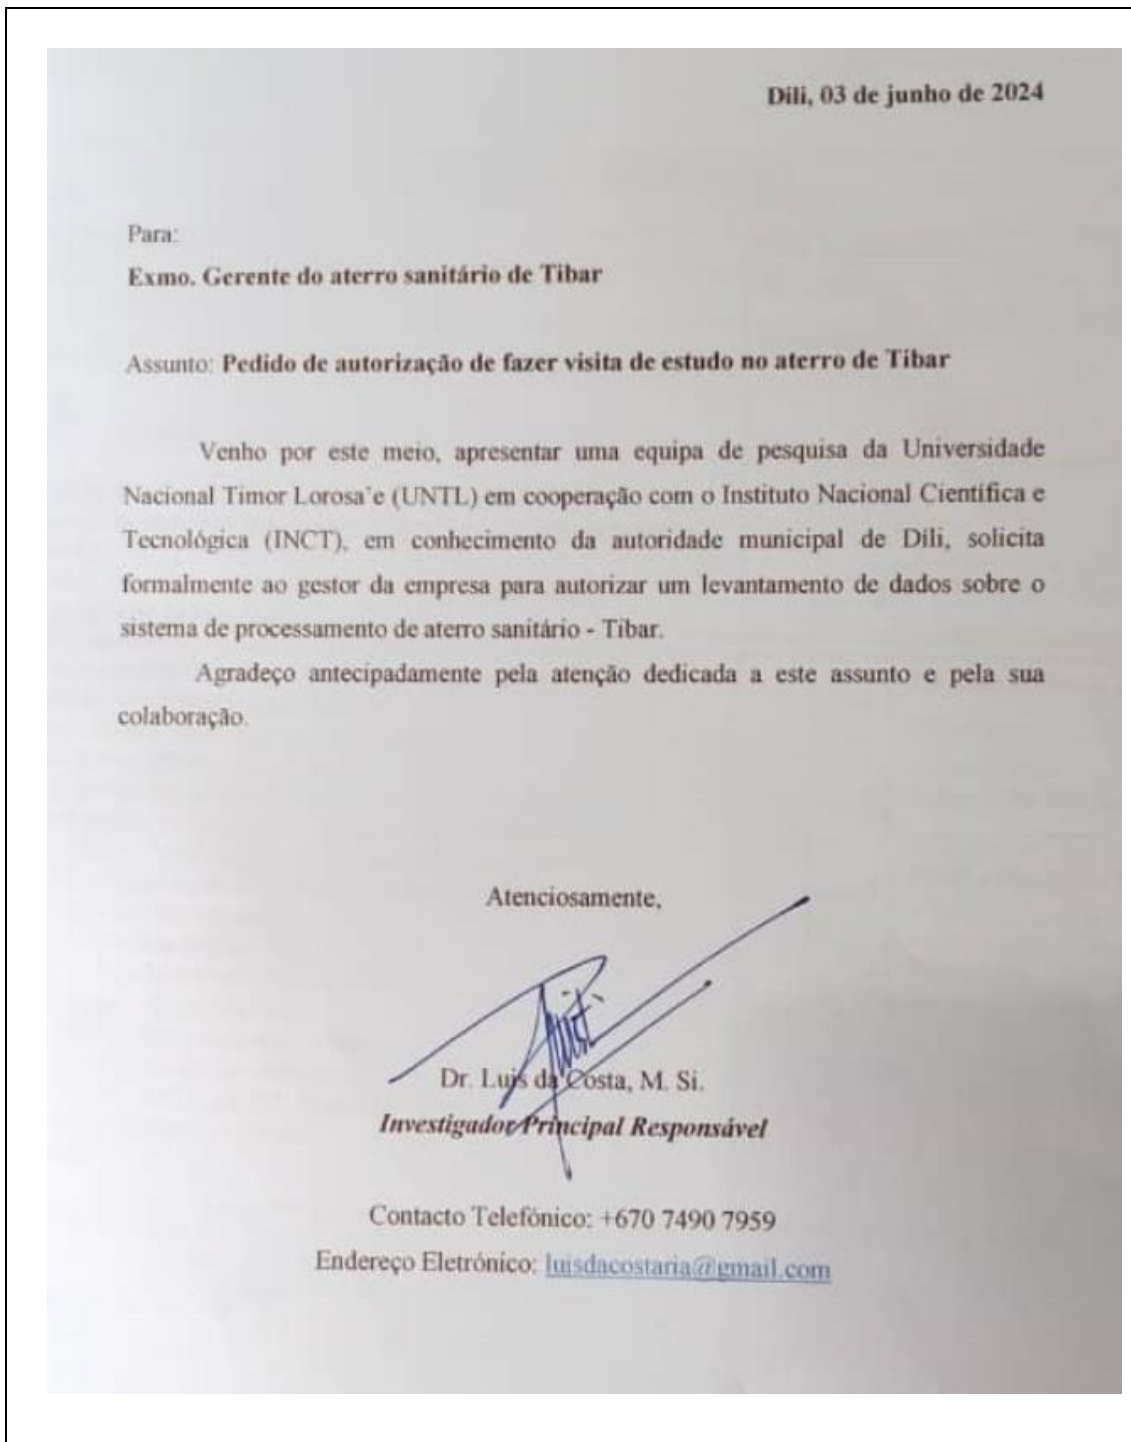 Dili, 03 de junho de 2024
Para:
Exmo. Gerente do aterro sanitário de Tibar
Assunto: Pedido de autorização de fazer visita de estudo no aterro de Tibar
Venho por este meio, apresentar uma equipa de pesquisa da Universidade
Nacional Timor Lorosa'e (UNTL) em cooperação com o Instituto Nacional Científica e
Tecnológica (INCT), em conhecimento da autoridade municipal de Dili, solicita
formalmente ao gestor da empresa para autorizar um levantamento de dados sobre o
sistema de processamento de aterro sanitário - Tibar.
Agradeço antecipadamente pela atenção dedicada a este assunto e pela sua
colaboração.
Atenciosamente,
Dr. Luis da Costa, M. Si.
Investigador Principal Responsável
Contacto Telefónico: +670 7490 7959
Endereço Eletrónico: luisdacostaria@gmail.com